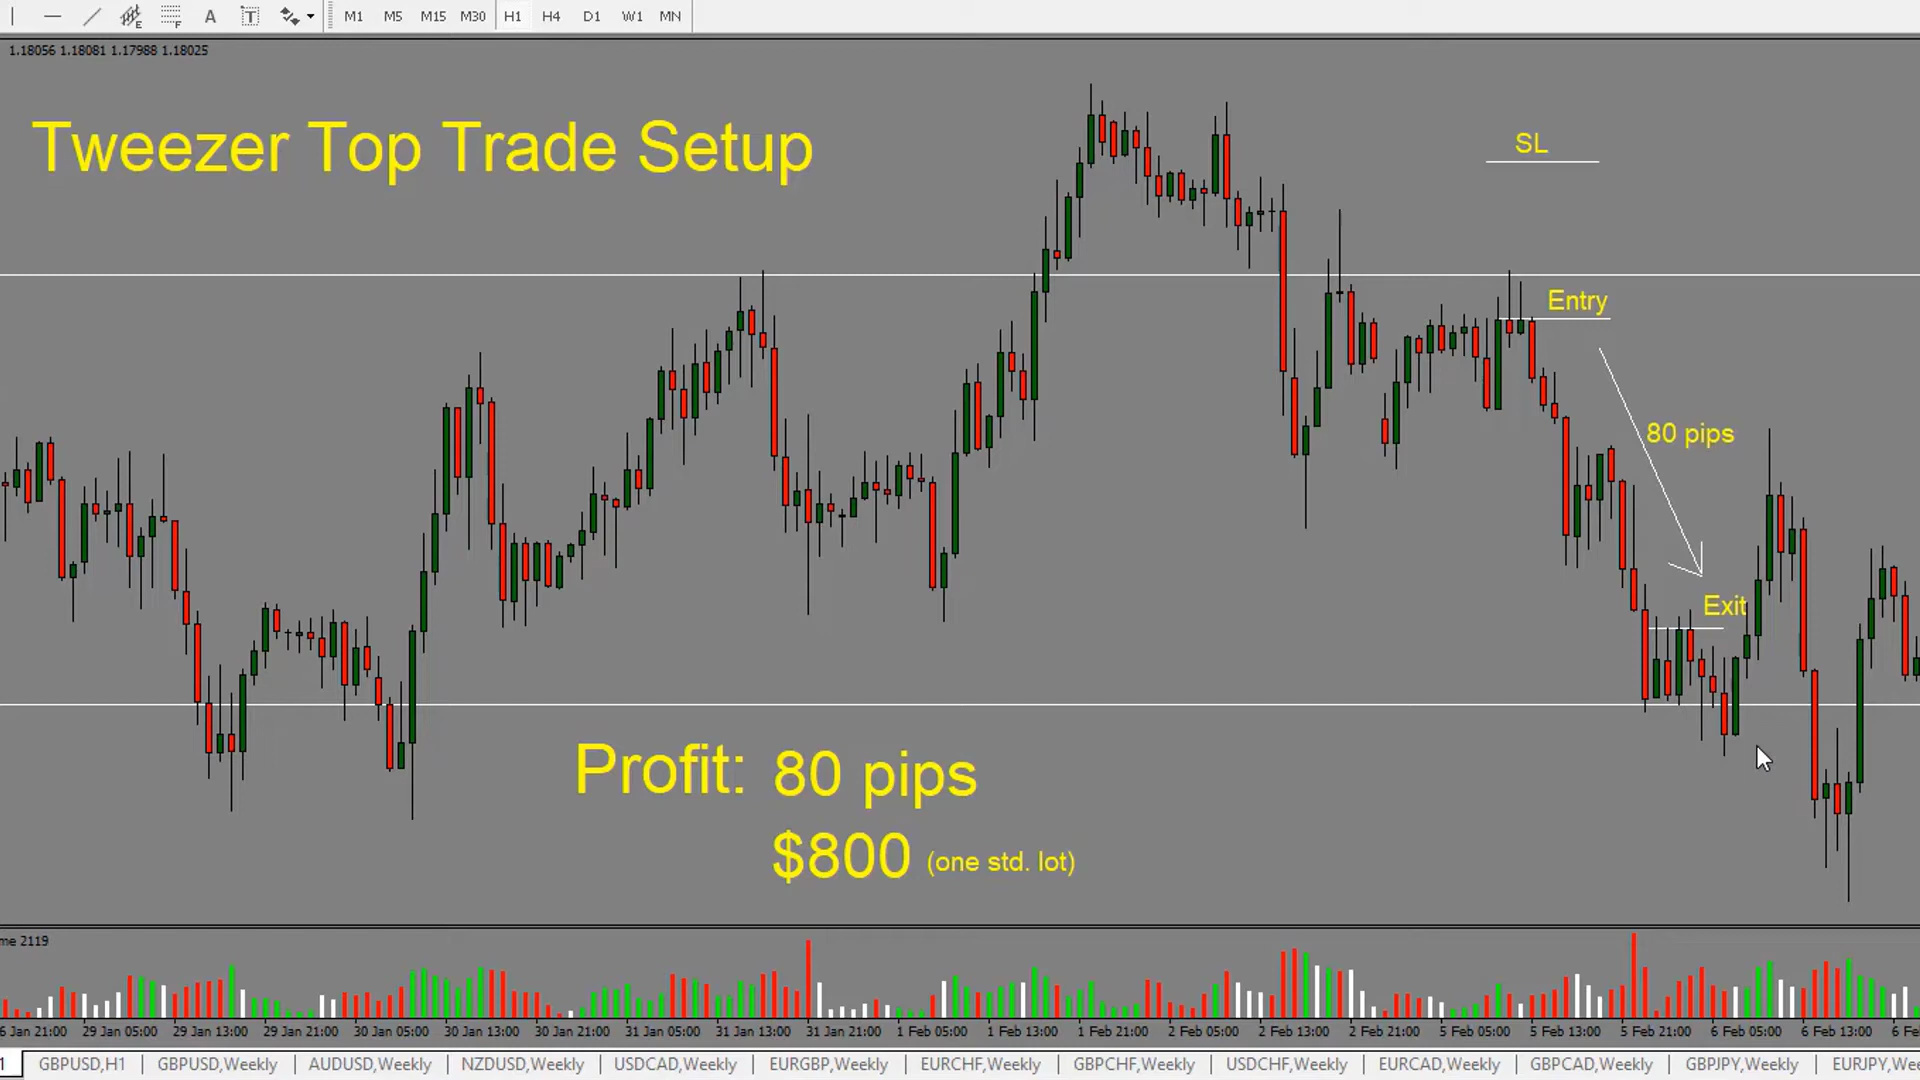 A T M1 M5 M15 M30 H1 H4 D1 W1 MN
E F
1.18056 1.18081 1.17988 1.18025
Tweezer Top Trade Setup
SL
Entry
80 pips
Exit
Profit: 80 pips
$800 (one std. lot)
me 2119
29 Jan 05:00 29 Jan 13:00 29 Jan 21:00 30 Jan 05:00 30 Jan 13:00 30 Jan 21:00 31 Jan 05:00 31 Jan 13:00 31 Jan 21:00 1 Feb 05:00 1 Feb 13:00 1 Feb 21:00 2 Feb 05:00 2 Feb 13:00 2 Feb 21:00 5 Feb 05:00 5 Feb 13:00 5 Feb 21:00 6 Feb 05:00 6 Feb 13:00
GBPUSD,H1 GBPUSD,Weekly AUDUSD,Weekly NZDUSD,Weekly USDCAD,Weekly EURGBP,Weekly EURCHF,Weekly GBPCHF,Weekly USDCHF,Weekly EURCAD,Weekly GBPCAD,Weekly GBPJPY,Weekly